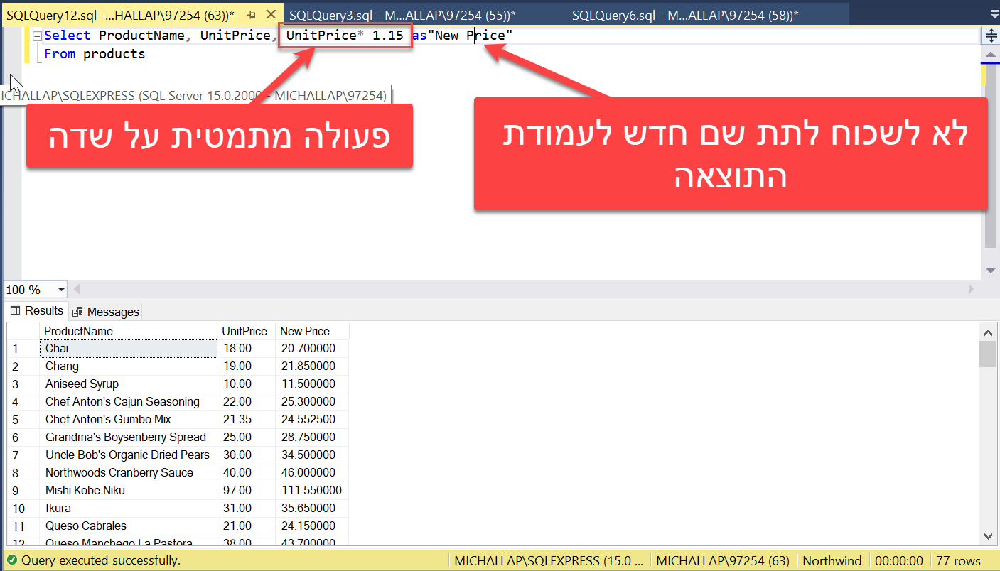 SQLQuery12.sql -...HALLAP\97254 (63))* SQLQuery3.sql - M...ALLAP\97254 (55))* SQLQuery6.sql - M...ALLAP\97254 (58))*
Select ProductName, UnitPrice, UnitPrice* 1.15 as"New Price"
From products
ICHALLAP\SQLEXPRESS (SQL Server 15.0.2000 - MICHALLAP\97254)
פעולה מתמטית על שדה
לא לשכוח לתת שם חדש לעמודת
התוצאה
100 %
Results Messages
ProductName UnitPrice New Price
1 Chai 18.00 20.700000
2 Chang 19.00 21.850000
3 Aniseed Syrup 10.00 11.500000
4 Chef Anton's Cajun Seasoning 22.00 25.300000
5 Chef Anton's Gumbo Mix 21.35 24.552500
6 Grandma's Boysenberry Spread 25.00 28.750000
7 Uncle Bob's Organic Dried Pears 30.00 34.500000
8 Northwoods Cranberry Sauce 40.00 46.000000
9 Mishi Kobe Niku 97.00 111.550000
10 Ikura 31.00 35.650000
11 Queso Cabrales 21.00 24.150000
12 Queso Manchego La Pastora 38.00 43.700000
Query executed successfully. MICHALLAP\SQLEXPRESS (15.0 ... MICHALLAP\97254 (63) Northwind 00:00:00 77 rows